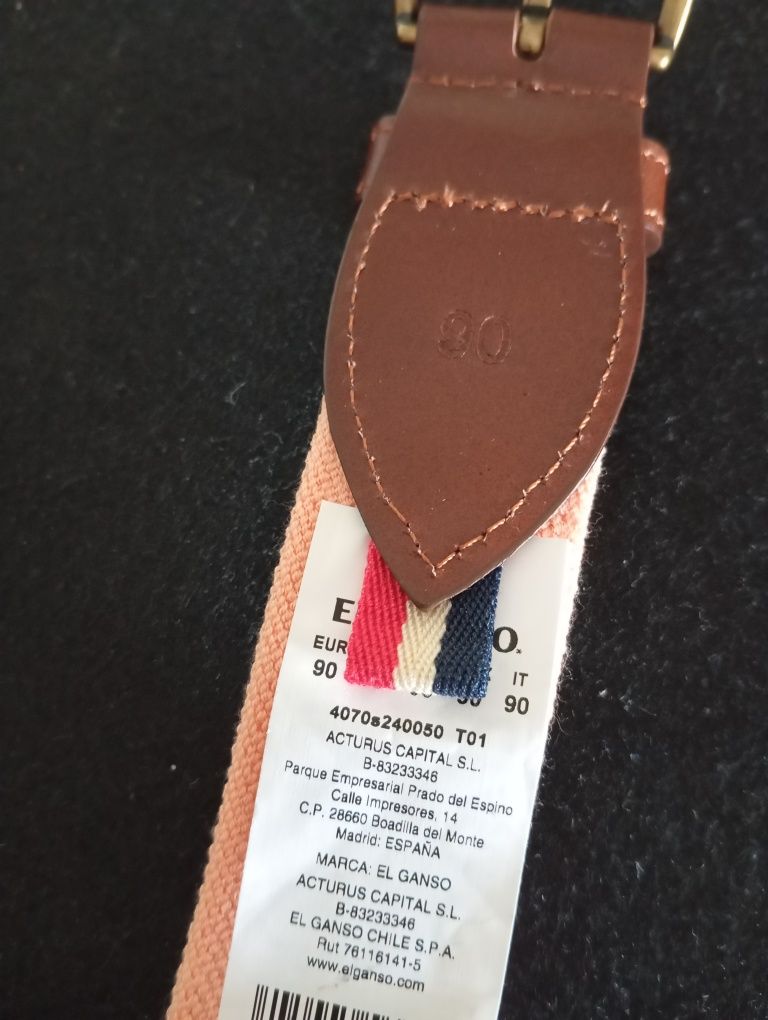 90
EUR IT
90 90
4070s240050 T01
ACTURUS CAPITAL S.L.
B-83233346
Parque Empresarial Prado del Espino
Calle Impresores, 14
C.P. 28660 Boadilla del Monte
Madrid: ESPAÑA
MARCA: EL GANSO
ACTURUS CAPITAL S.L.
B-83233346
EL GANSO CHILE S.P.A.
Rut 76116141-5
www.elganso.com